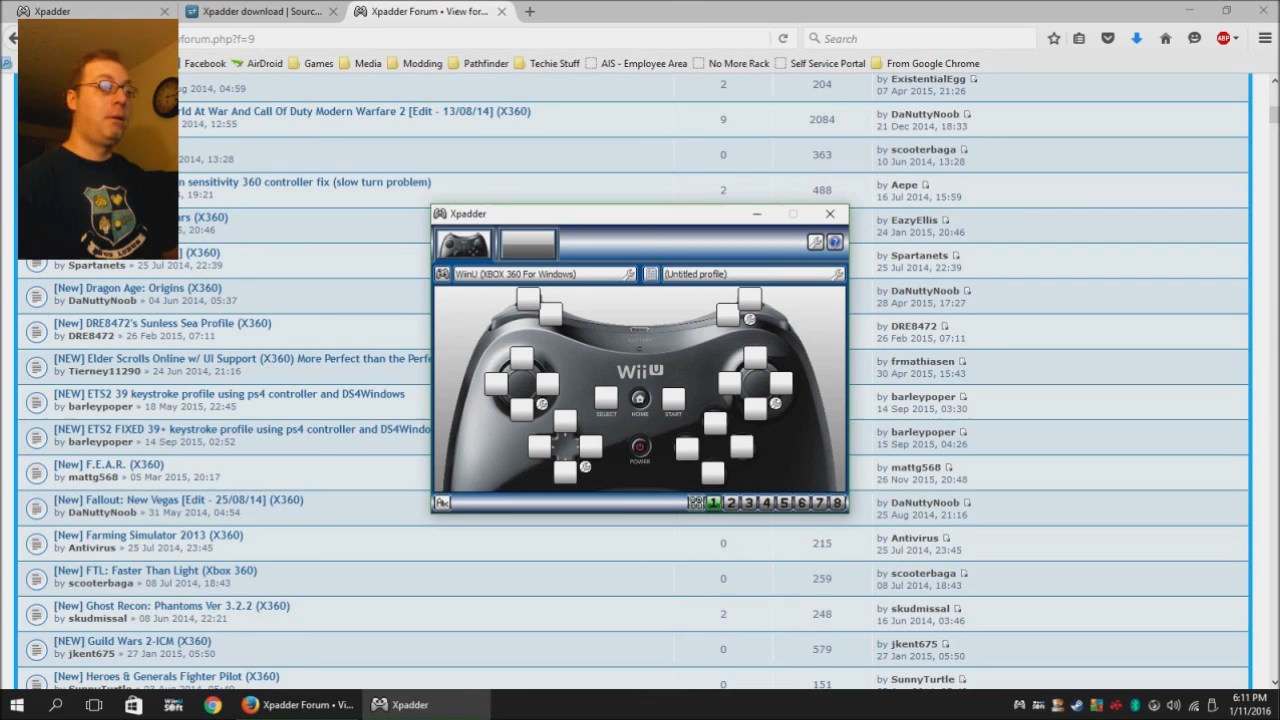 Xpadder
Xpadder download | Sourc...
Xpadder Forum • View for...
yforum.php?f=9
Search
ABP
Facebook
AirDroid
Games
Media
Modding
Pathfinder
Techie Stuff
AIS - Employee Area
No More Rack
Self Service Portal
From Google Chrome
ug 2014, 04:59
2
204
by ExistentialEgg
07 Apr 2015, 21:26
rld At War And Call Of Duty Modern Warfare 2 [Edit - 13/08/14] (X360)
2014, 12:55
9
2084
by DaNuttyNoob
21 Dec 2014, 18:33
2014, 13:28
0
363
by scooterbaga
10 Jun 2014, 13:28
n sensitivity 360 controller fix (slow turn problem)
2014, 19:21
2
488
by Aepe
16 Jul 2014, 15:59
ars (X360)
2015, 20:46
by EazyEllis
24 Jan 2015, 20:46
(X360)
by Spartanets » 25 Jul 2014, 22:39
by Spartanets
25 Jul 2014, 22:39
[New] Dragon Age: Origins (X360)
by DaNuttyNoob » 04 Jun 2014, 05:37
by DaNuttyNoob
28 Apr 2015, 17:27
[New] DRE8472's Sunless Sea Profile (X360)
by DRE8472 » 26 Feb 2015, 07:11
by DRE8472
26 Feb 2015, 07:11
[NEW] Elder Scrolls Online w/ UI Support (X360) More Perfect than the Perfe
by Tierney11290 » 24 Jun 2014, 21:16
by frmathiasen
30 Apr 2015, 15:43
[NEW] ETS2 39 keystroke profile using ps4 controller and DS4Windows
by barleypoper » 18 May 2015, 22:45
by barleypoper
14 Sep 2015, 03:30
[NEW] ETS2 FIXED 39+ keystroke profile using ps4 controller and DS4Windo
by barleypoper » 14 Sep 2015, 02:52
by barleypoper
15 Sep 2015, 04:26
[New] F.E.A.R. (X360)
by mattg568 » 05 Mar 2015, 20:17
by mattg568
26 Nov 2015, 20:48
[New] Fallout: New Vegas [Edit - 25/08/14] (X360)
by DaNuttyNoob » 31 May 2014, 04:54
by DaNuttyNoob
25 Aug 2014, 21:16
[New] Farming Simulator 2013 (X360)
by Antivirus » 25 Jul 2014, 23:45
0
215
by Antivirus
25 Jul 2014, 23:45
[New] FTL: Faster Than Light (Xbox 360)
by scooterbaga » 08 Jul 2014, 18:43
0
259
by scooterbaga
08 Jul 2014, 18:43
[New] Ghost Recon: Phantoms Ver 3.2.2 (X360)
by skudmissal » 08 Jun 2014, 22:21
2
248
by skudmissal
16 Jun 2014, 03:46
[NEW] Guild Wars 2-ICM (X360)
by jkent675 » 27 Jan 2015, 05:50
0
579
by jkent675
27 Jan 2015, 05:50
[New] Heroes & Generals Fighter Pilot (X360)
0
151
by SunnyTurtle
Xpadder
WiinU (XBOX 360 For Windows)
(Untitled profile)
WiiU
SELECT
HOME
START
POWER
1 2 3 4 5 6 7 8
Xpadder Forum • Vi...
Xpadder
6:11 PM
1/11/2016